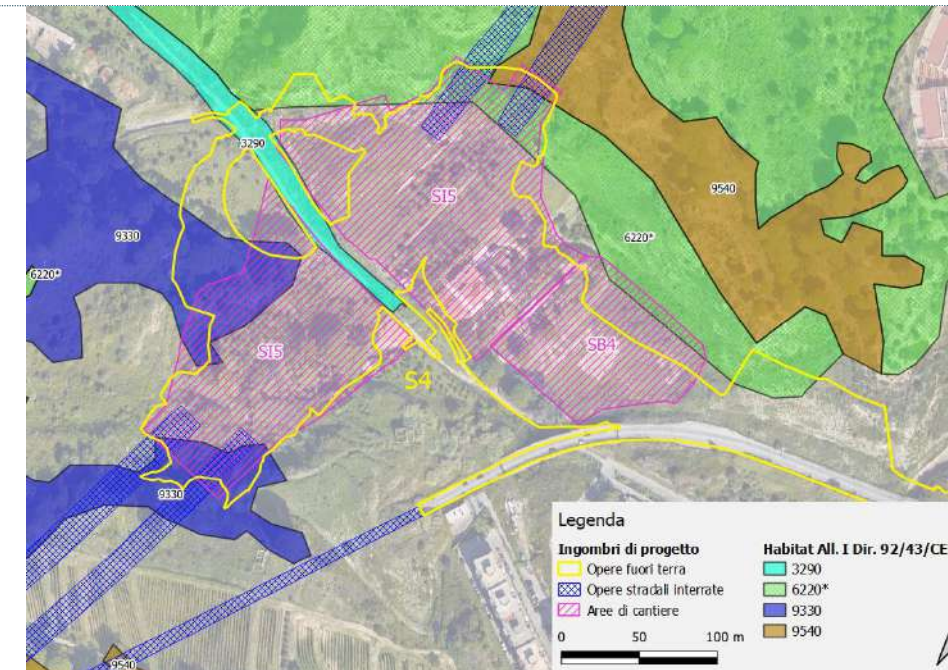 3290
SI5
9540
9330
6220*
6220*
SI5
SB4
S4
9330
9540
Legenda
Ingombri di progetto
Opere fuori terra
Opere stradali interrate
Aree di cantiere
0 50 100 m
Habitat All. I Dir. 92/43/CE
3290
6220*
9330
9540